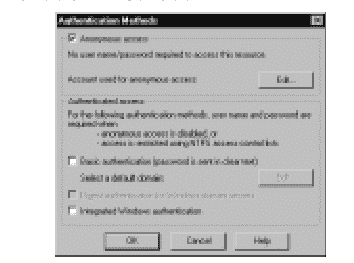 Authentication Methods
Anonymous access
No user name/password required to access this resource.
Account used for anonymous access:
Edit...
Authenticated access
For the following authentication methods, user name and password are
required when
- anonymous access is disabled, or
- access is restricted using NTFS access control lists
Basic authentication (password is sent in clear text)
Select a default domain:
Edit...
Digest authentication for Windows domain servers
Integrated Windows authentication
OK
Cancel
Help